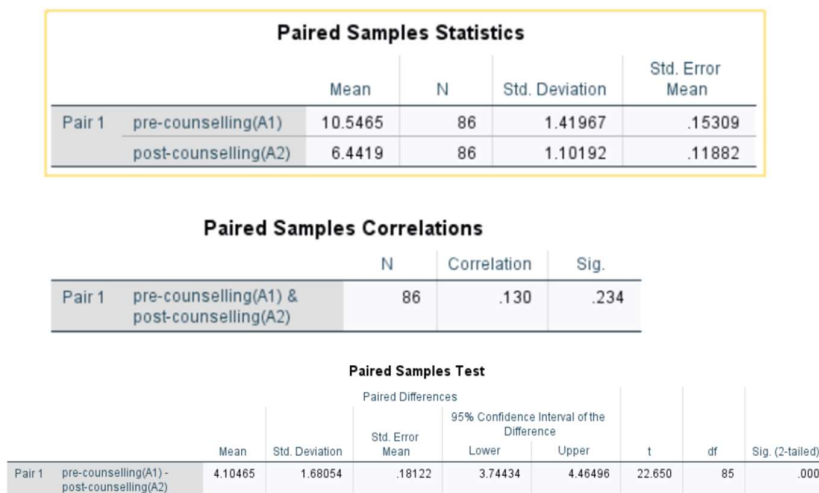 Paired Samples Statistics
Std. Error
Mean N Std. Deviation Mean
Pair 1 pre-counselling(A1) 10.5465 86 1.41967 .15309
post-counselling(A2) 6.4419 86 1.10192 .11882
Paired Samples Correlations
N Correlation Sig.
Pair 1 pre-counselling(A1) & 86 .130 .234
post-counselling(A2)
Paired Samples Test
Paired Differences
95% Confidence Interval of the
Std. Error Difference
Mean Std. Deviation Mean Lower Upper t df Sig. (2-tailed)
Pair 1 pre-counselling(A1) - 4.10465 1.68054 .18122 3.74434 4.46496 22.650 85 .000
post-counselling(A2)